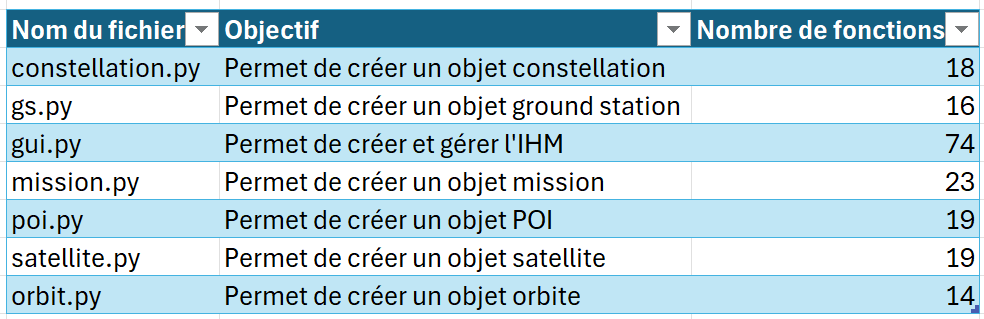 Nom du fichier Objectif Nombre de fonctions
constellation.py Permet de créer un objet constellation 18
gs.py Permet de créer un objet ground station 16
gui.py Permet de créer et gérer l'IHM 74
mission.py Permet de créer un objet mission 23
poi.py Permet de créer un objet POI 19
satellite.py Permet de créer un objet satellite 19
orbit.py Permet de créer un objet orbite 14